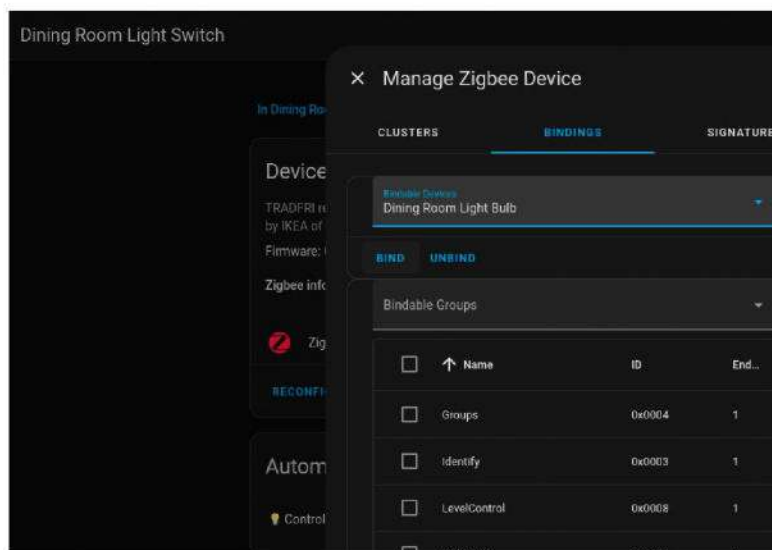 Dining Room Light Switch
Manage Zigbee Device
In Dining Ro
CLUSTERS BINDINGS SIGNATURE
Device
Bindable Devices
Dining Room Light Bulb
TRADFRI re
by IKEA of
Firmware:
BIND UNBIND
Zigbee info
Bindable Groups
Zig
Name ID End...
RECONFI
Groups 0x0004 1
Identify 0x0003 1
Autom
LevelControl 0x0008 1
Control